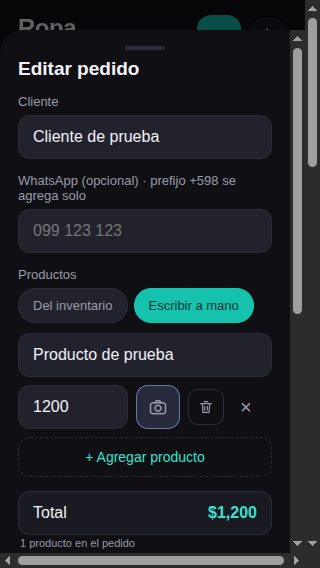 Ropa
Editar pedido
Cliente
Cliente de prueba
WhatsApp (opcional) · prefijo +598 se
agrega solo
099 123 123
Productos
Del inventario
Escribir a mano
Producto de prueba
1200
+ Agregar producto
Total
$1,200
1 producto en el pedido